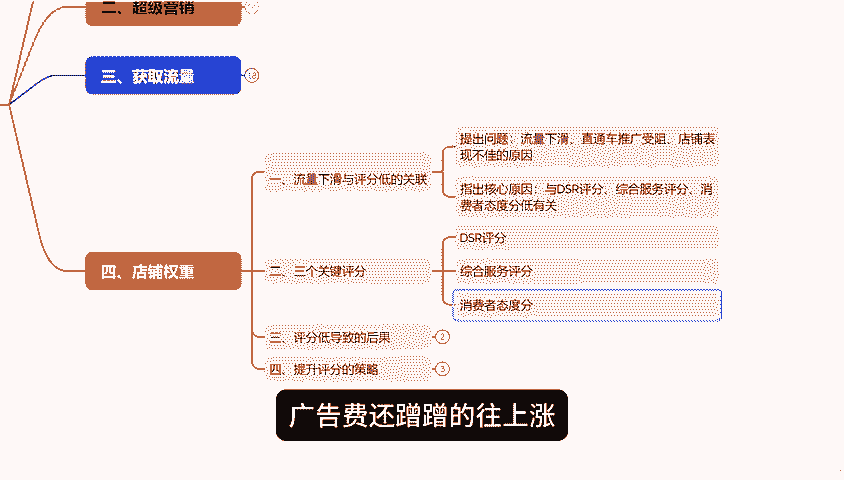 二、超级营销
三、获取流量
18
一、流量下滑与评分低的关联
提出问题：流量下滑、直通车推广受阻、店铺表
现不佳的原因
指出核心原因：与DSR评分、综合服务评分、消
费者态度分低有关
四、店铺权重
二、三个关键评分
DSR评分
综合服务评分
消费者态度分
三、评分低导致的后果
2
四、提升评分的策略
3
广告费还蹭蹭的往上涨